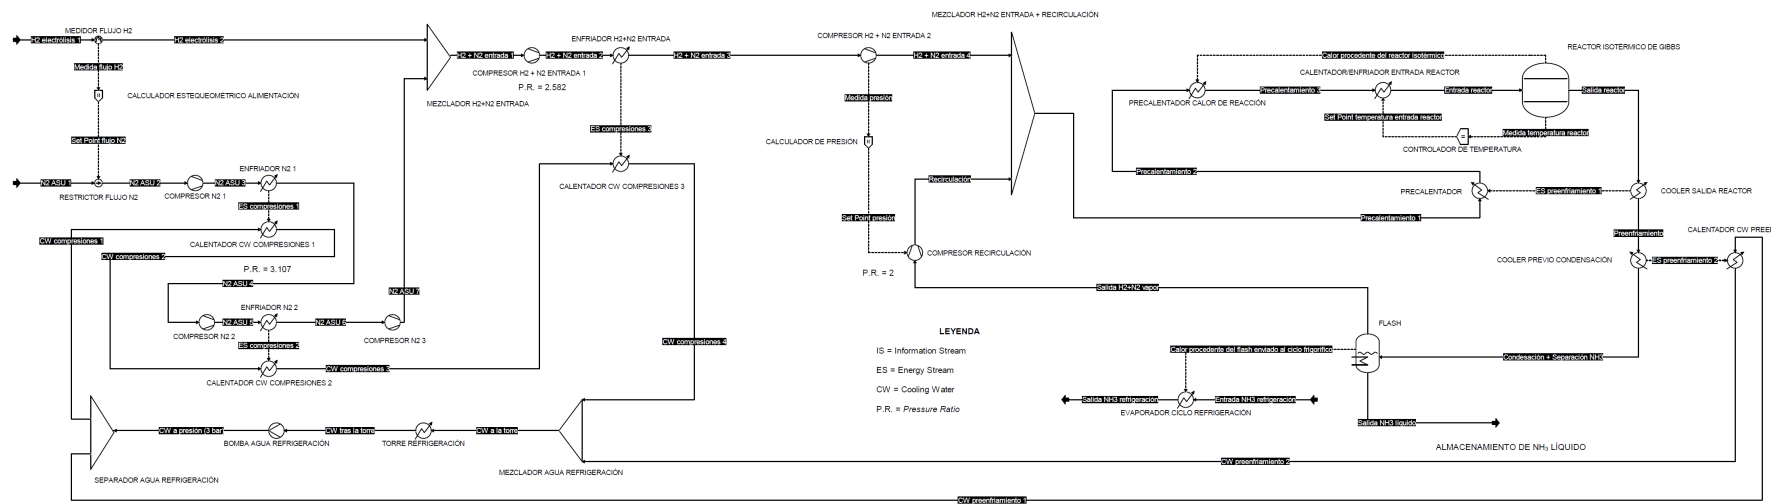 MEZCLADOR H2+N2 ENTRADA + RECIRCULACIÓN
MEDIDOR FLUJO H2
H2 electrólisis 1
H2 electrólisis 2
ENFRIADOR H2+N2 ENTRADA
COMPRESOR H2 + N2 ENTRADA 2
REACTOR ISOTÉRMICO DE GIBBS
H2 + N2 entrada 1
H2 + N2 entrada 2
H2 + N2 entrada 3
H2 + N2 entrada 4
Calor procedente del reactor isotérmico
Medida flujo H2
COMPRESOR H2 + N2 ENTRADA 1
P.R. = 2.582
CALENTADOR/ENFRIADOR ENTRADA REACTOR
CALCULADOR ESTEQUEOMÉTRICO ALIMENTACIÓN
MEZCLADOR H2+N2 ENTRADA
Medida presión
PRECALENTADOR CALOR DE REACCIÓN
Precalentamiento 3
Entrada reactor
Salida reactor
Set Point temperatura entrada reactor
Medida temperatura reactor
Set Point flujo N2
ES compresiones 3
CALCULADOR DE PRESIÓN
CONTROLADOR DE TEMPERATURA
ENFRIADOR N2 1
N2 ASU 1
N2 ASU 2
N2 ASU 3
RESTRICTOR FLUJO N2
COMPRESOR N2 1
CALENTADOR CW COMPRESIONES 3
Recirculación
Precalentamiento 2
PRECALENTADOR
ES preenfriamiento 1
COOLER SALIDA REACTOR
ES compresiones 1
Set Point presión
Precalentamiento 1
CW compresiones 1
CALENTADOR CW COMPRESIONES 1
CW compresiones 2
Preenfriamiento
CALENTADOR CW PREEN
COMPRESOR RECIRCULACIÓN
COOLER PREVIO CONDENSACIÓN
ES preenfriamiento 2
P.R. = 3.107
P.R. = 2
N2 ASU 4
Salida H2+N2 vapor
N2 ASU 7
ENFRIADOR N2 2
N2 ASU 5
N2 ASU 6
COMPRESOR N2 2
COMPRESOR N2 3
FLASH
LEYENDA
ES compresiones 2
CW compresiones 4
IS = Information Stream
Calor procedente del flash enviado al ciclo frigorífico
Condesación + Separación NH3
CW compresiones 3
ES = Energy Stream
CALENTADOR CW COMPRESIONES 2
CW = Cooling Water
P.R. = Pressure Ratio
Salida NH3 refrigeración
Entrada NH3 refrigeración
EVAPORADOR CICLO REFRIGERACIÓN
Salida NH3 líquido
CW a presión (3 bar)
CW tras la torre
CW a la torre
BOMBA AGUA REFRIGERACIÓN
TORRE REFRIGERACIÓN
ALMACENAMIENTO DE NH₃ LÍQUIDO
CW preenfriamiento 2
MEZCLADOR AGUA REFRIGERACIÓN
SEPARADOR AGUA REFRIGERACIÓN
CW preenfriamiento 1